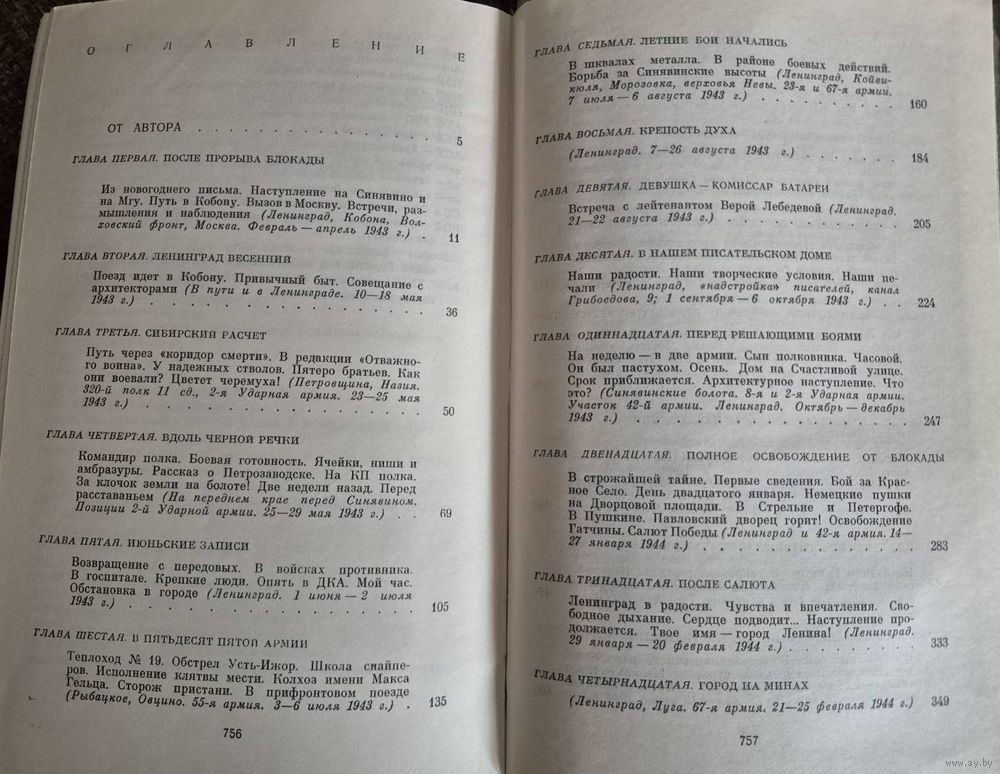 ОГЛАВЛЕНИЕ
ОТ АВТОРА . . . . . . . . . . . . . . . 5
ГЛАВА ПЕРВАЯ. ПОСЛЕ ПРОРЫВА БЛОКАДЫ
Из новогоднего письма. Наступление на Синявино и
на Мгу. Путь в Кобону. Вызов в Москву. Встречи, раз-
мышления и наблюдения (Ленинград, Кобона, Вол-
ховский фронт, Москва. Февраль — апрель 1943 г.) . 11
ГЛАВА ВТОРАЯ. ЛЕНИНГРАД ВЕСЕННИЙ
Поезд идет в Кобону. Привычный быт. Совещание с
архитекторами (В пути и в Ленинграде. 10—18 мая
1943 г.) . . . . . . . . . . . . . . . 36
ГЛАВА ТРЕТЬЯ. СИБИРСКИЙ РАСЧЕТ
Путь через «коридор смерти». В редакции «Отважно-
го воина». У надежных стволов. Пятеро братьев. Как
они воевали? Цветет черемуха! (Петровщина, Назия.
320-й полк 11 сд., 2-я Ударная армия. 23—25 мая
1943 г.) . . . . . . . . . . . . . . . 50
ГЛАВА ЧЕТВЕРТАЯ. ВДОЛЬ ЧЕРНОЙ РЕЧКИ
Командир полка. Боевая готовность. Ячейки, ниши и
амбразуры. Рассказ о Петрозаводске. На КП полка.
За клочок земли на болоте! Две недели назад. Перед
расставаньем (На переднем крае перед Синявином.
Позиции 2-й Ударной армии. 25—29 мая 1943 г.) . . 69
ГЛАВА ПЯТАЯ. ИЮНЬСКИЕ ЗАПИСИ
Возвращение с передовых. В войсках противника.
В госпитале. Крепкие люди. Опять в ДКА. Мой час.
Обстановка в городе (Ленинград. 1 июня — 2 июля
1943 г.) . . . . . . . . . . . . . . . 105
ГЛАВА ШЕСТАЯ. В ПЯТЬДЕСЯТ ПЯТОЙ АРМИИ
Теплоход № 19. Обстрел Усть-Ижор. Школа снайпе-
ров. Исполнение клятвы мести. Колхоз имени Макса
Гельца. Сторож пристани. В прифронтовом поезде
(Рыбацкое, Овцино. 55-я армия. 3—6 июля 1943 г.) . 135
756
ГЛАВА СЕДЬМАЯ. ЛЕТНИЕ БОИ НАЧАЛИСЬ
В шквалах металла. В районе боевых действий.
Борьба за Синявинские высоты (Ленинград, Койви-
кюля, Морозовка, верховья Невы. 23-я и 67-я армии.
7 июля — 6 августа 1943 г.) . . . . . . . . . 160
ГЛАВА ВОСЬМАЯ. КРЕПОСТЬ ДУХА
(Ленинград. 7—26 августа 1943 г.) . . . . . . . 184
ГЛАВА ДЕВЯТАЯ. ДЕВУШКА — КОМИССАР БАТАРЕИ
Встреча с лейтенантом Верой Лебедевой (Ленинград.
21—22 августа 1943 г.) . . . . . . . . . . 205
ГЛАВА ДЕСЯТАЯ. В НАШЕМ ПИСАТЕЛЬСКОМ ДОМЕ
Наши радости. Наши творческие условия. Наши пе-
чали (Ленинград, «надстройка» писателей, канал
Грибоедова, 9; 1 сентября — 6 октября 1943 г.) . . 224
ГЛАВА ОДИННАДЦАТАЯ. ПЕРЕД РЕШАЮЩИМИ БОЯМИ
На неделю — в две армии. Сын полковника. Часовой.
Он был пастухом. Осень. Дом на Счастливой улице.
Срок приближается. Архитектурное наступление. Что
это? (Синявинские болота. 8-я и 2-я Ударная армии.
Участок 42-й армии. Ленинград. Октябрь — декабрь
1943 г.) . . . . . . . . . . . . . . . 247
ГЛАВА ДВЕНАДЦАТАЯ. ПОЛНОЕ ОСВОБОЖДЕНИЕ ОТ БЛОКАДЫ
В строжайшей тайне. Первые сведения. Бой за Крас-
ное Село. День двадцатого января. Немецкие пушки
на Дворцовой площади. В Стрельне и Петергофе.
В Пушкине. Павловский дворец горит! Освобождение
Гатчины. Салют Победы (Ленинград и 42-я армия. 14—
27 января 1944 г.) . . . . . . . . . . . . 283
ГЛАВА ТРИНАДЦАТАЯ. ПОСЛЕ САЛЮТА
Ленинград в радости. Чувства и впечатления. Сво-
бодное дыхание. Сердце подводит... Наступление про-
должается. Твое имя — город Ленина! (Ленинград.
29 января — 20 февраля 1944 г.) . . . . . . . . 333
ГЛАВА ЧЕТЫРНАДЦАТАЯ. ГОРОД НА МИНАХ
(Ленинград, Луга. 67-я армия. 21—25 февраля 1944 г.) 349
757
www.ay.by